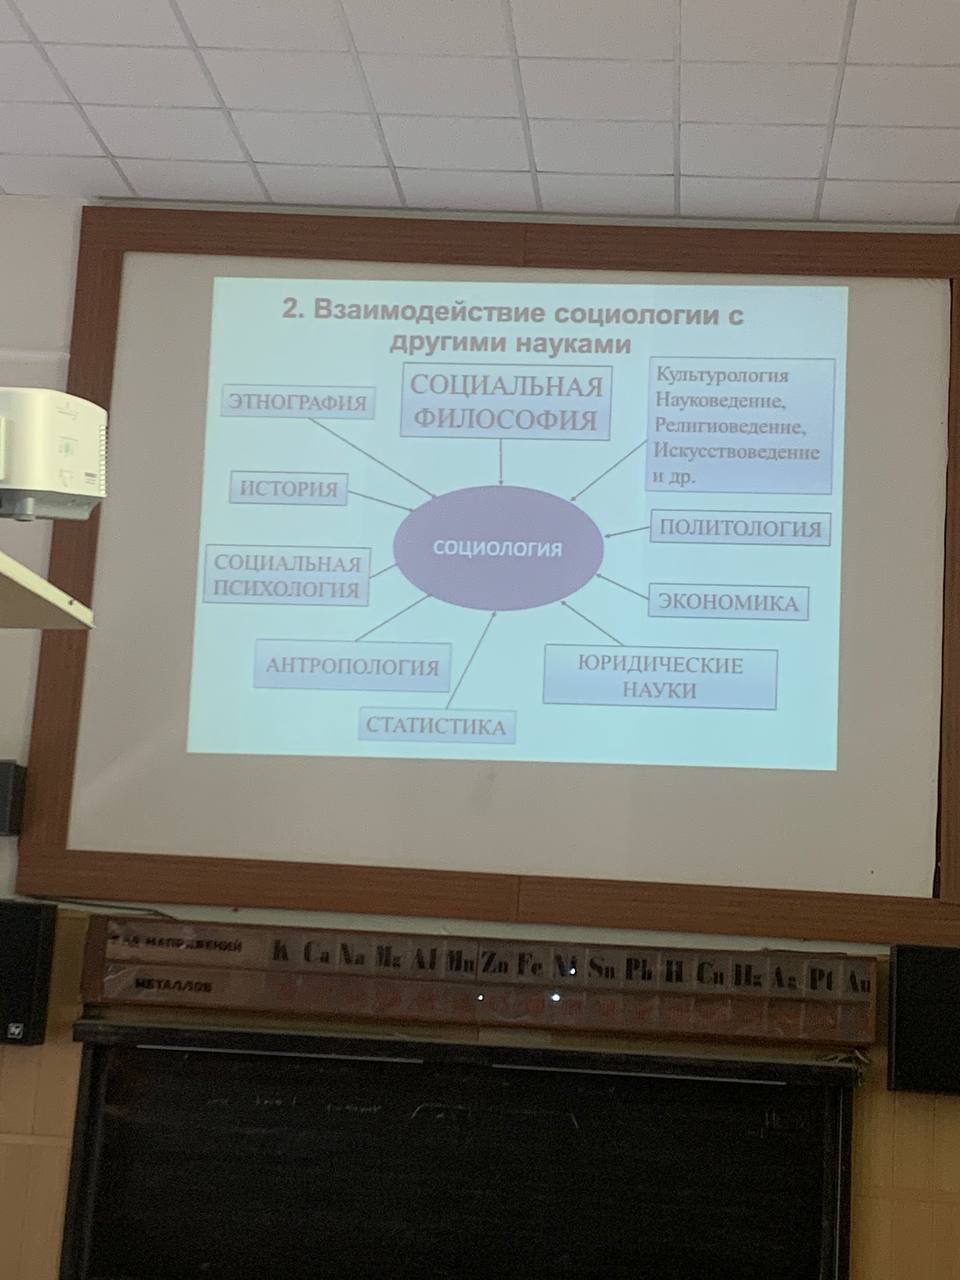 2. Взаимодействие социологии с
другими науками
ЭТНОГРАФИЯ
СОЦИАЛЬНАЯ
ФИЛОСОФИЯ
Культурология
Науковедение,
Религиоведение,
Искусствоведение
и др.
ИСТОРИЯ
СОЦИОЛОГИЯ
ПОЛИТОЛОГИЯ
СОЦИАЛЬНАЯ
ПСИХОЛОГИЯ
ЭКОНОМИКА
АНТРОПОЛОГИЯ
ЮРИДИЧЕСКИЕ
НАУКИ
СТАТИСТИКА
РЯД НАПРЯЖЕНИЙ
МЕТАЛЛОВ
K Ca Na Mg Al Mn Zn Fe Ni Sn Pb H Cu Hg Ag Pt Au